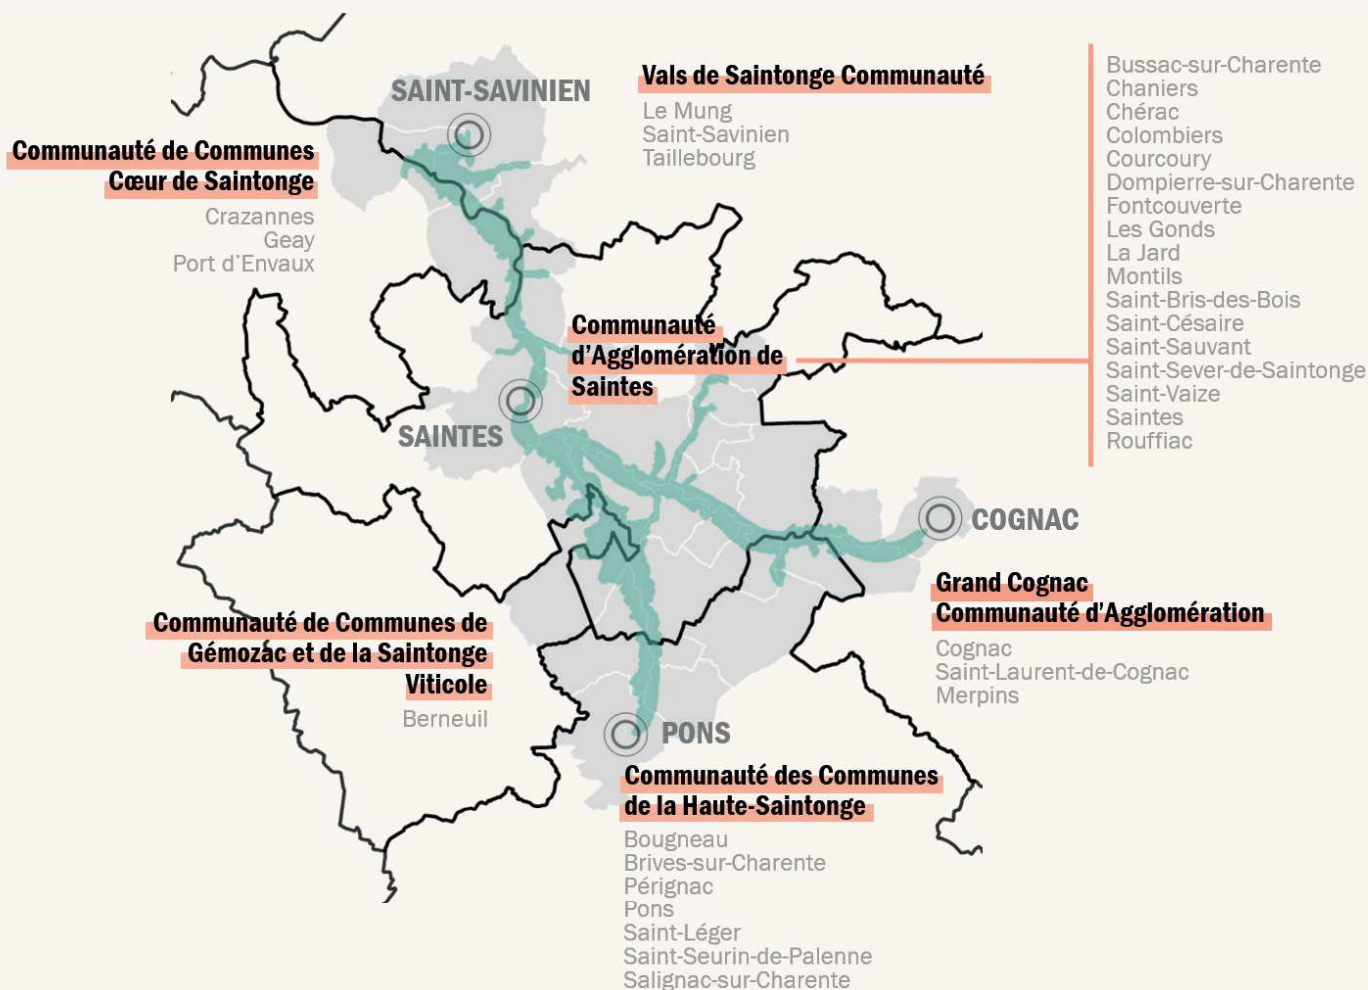 SAINT-SAVINIEN
Vals de Saintonge Communauté
Le Mung
Saint-Savinien
Taillebourg
Communauté de Communes
Cœur de Saintonge
Crazannes
Geay
Port d'Envaux
Bussac-sur-Charente
Chaniers
Chérac
Colombiers
Courcoury
Dompierre-sur-Charente
Fontcouverte
Les Gonds
La Jard
Montils
Saint-Bris-des-Bois
Saint-Césaire
Saint-Sauvant
Saint-Sever-de-Saintonge
Saint-Vaize
Saintes
Rouffiac
Communauté
d'Agglomération de
Saintes
SAINTES
COGNAC
Grand Cognac
Communauté d'Agglomération
Cognac
Saint-Laurent-de-Cognac
Merpins
Communauté de Communes de
Gémozac et de la Saintonge
Viticole
Berneuil
PONS
Communauté des Communes
de la Haute-Saintonge
Bougneau
Brives-sur-Charente
Pérignac
Pons
Saint-Léger
Saint-Seurin-de-Palenne
Salignac-sur-Charente